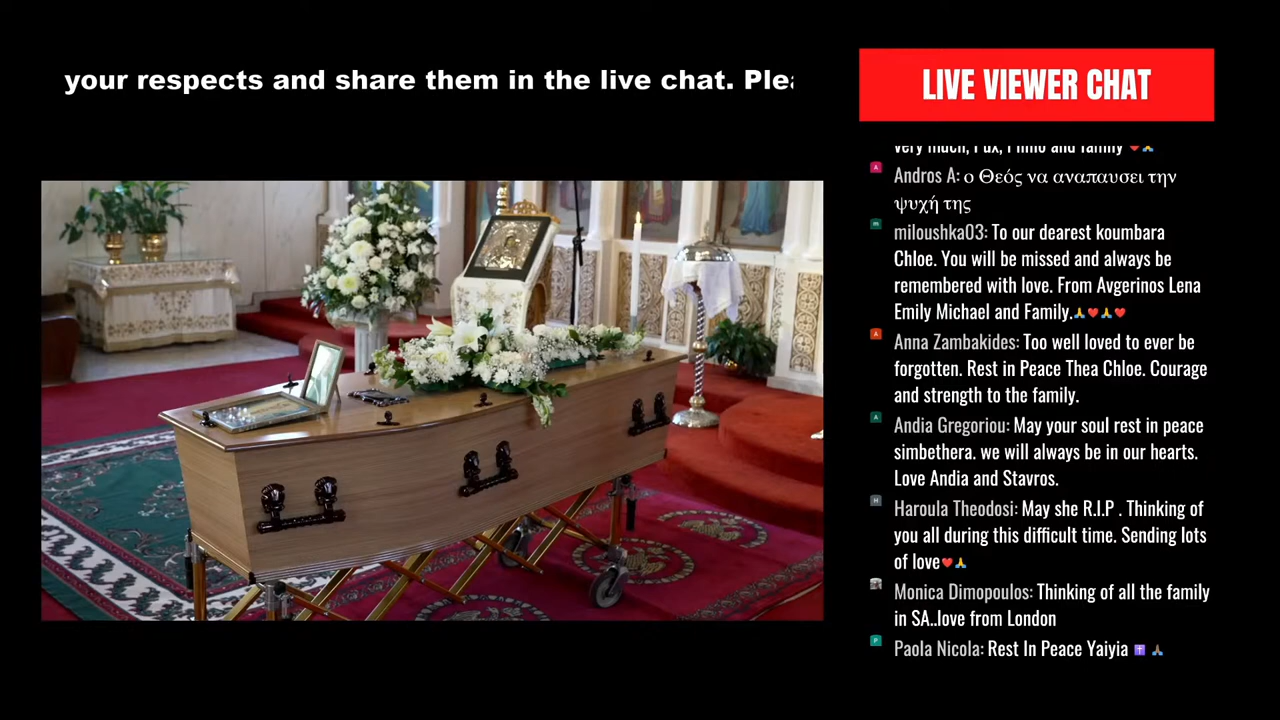 your respects and share them in the live chat.
LIVE VIEWER CHAT
and family ❤️🙏
Andros A: ο Θεός να αναπαυσει την
ψυχή της
miloushka03: To our dearest koumbara
Chloe. You will be missed and always be
remembered with love. From Avgerinos Lena
Emily Michael and Family.🙏❤️🙏❤️
Anna Zambakides: Too well loved to ever be
forgotten. Rest in Peace Thea Chloe. Courage
and strength to the family.
Andia Gregoriou: May your soul rest in peace
simbethera. we will always be in our hearts.
Love Andia and Stavros.
Haroula Theodosi: May she R.I.P . Thinking of
you all during this difficult time. Sending lots
of love❤️🙏
Monica Dimopoulos: Thinking of all the family
in SA..love from London
Paola Nicola: Rest In Peace Yaiyia ✝️ 🙏🏽